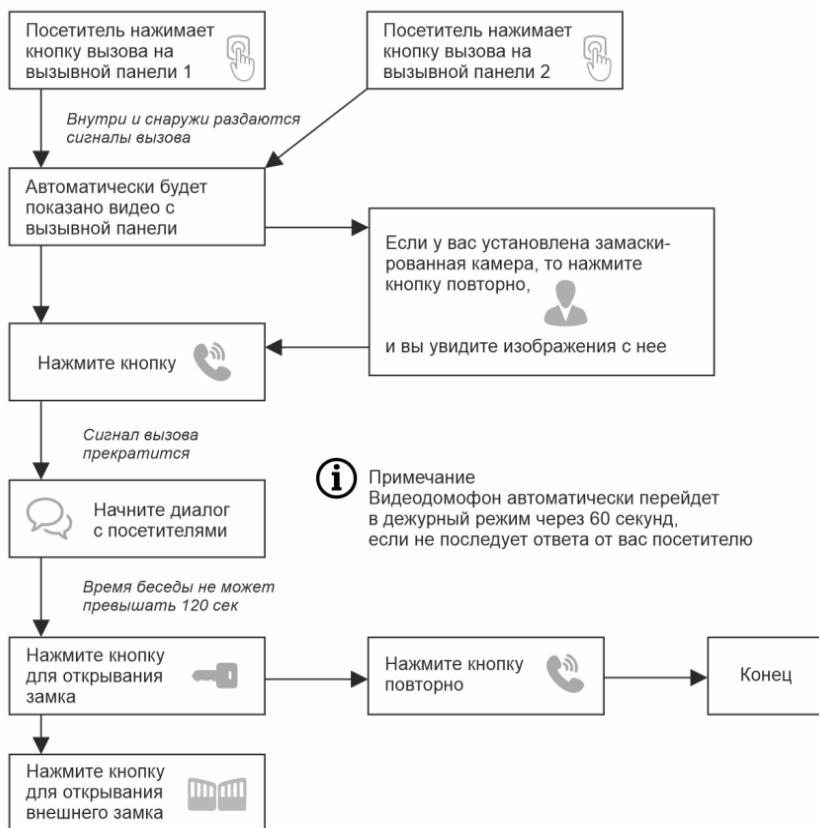 Посетитель нажимает
кнопку вызова на
вызывной панели 1
Посетитель нажимает
кнопку вызова на
вызывной панели 2
Внутри и снаружи раздаются
сигналы вызова
Автоматически будет
показано видео с
вызывной панели
Если у вас установлена замаски-
рованная камера, то нажмите
кнопку повторно,
и вы увидите изображения с нее
Нажмите кнопку
Сигнал вызова
прекратится
Начните диалог
с посетителями
Примечание
Видеодомофон автоматически перейдет
в дежурный режим через 60 секунд,
если не последует ответа от вас посетителю
Время беседы не может
превышать 120 сек
Нажмите кнопку
для открывания
замка
Нажмите кнопку
повторно
Конец
Нажмите кнопку
для открывания
внешнего замка